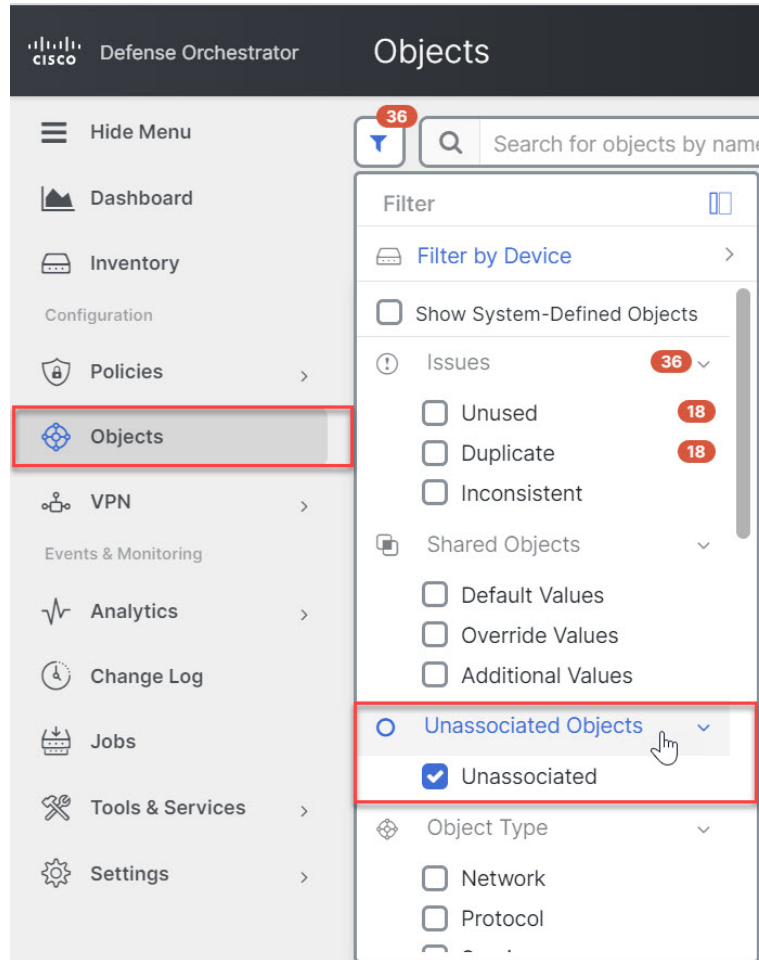 CISCO Defense Orchestrator
Objects
Hide Menu
Dashboard
Inventory
Configuration
Policies
Objects
VPN
Events & Monitoring
Analytics
Change Log
Jobs
Tools & Services
Settings
36
Search for objects by name
Filter
Filter by Device
Show System-Defined Objects
Issues 36
Unused 18
Duplicate 18
Inconsistent
Shared Objects
Default Values
Override Values
Additional Values
Unassociated Objects
Unassociated
Object Type
Network
Protocol